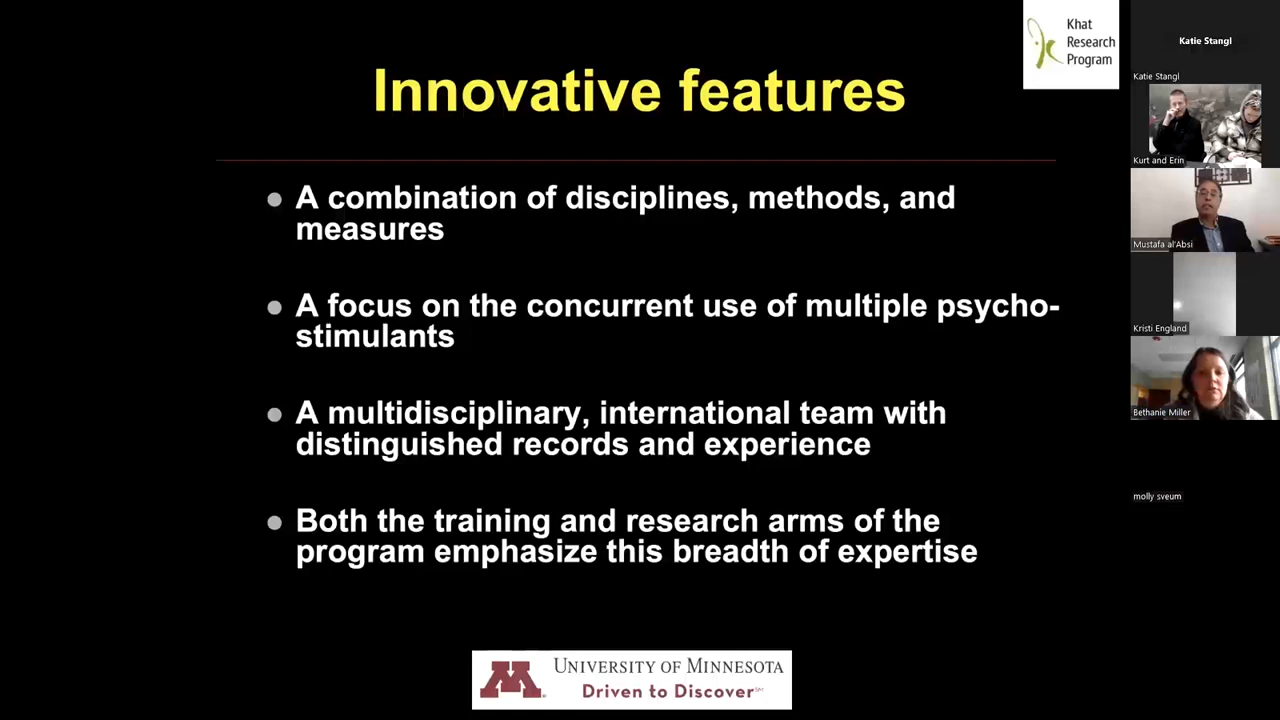 Khat
Research
Program
Innovative features
A combination of disciplines, methods, and
measures
A focus on the concurrent use of multiple psycho-
stimulants
A multidisciplinary, international team with
distinguished records and experience
Both the training and research arms of the
program emphasize this breadth of expertise
M
UNIVERSITY OF MINNESOTA
Driven to Discover℠
Katie Stangl
Katie Stangl
Kurt and Erin
Mustafa al'Absi
Kristi England
Bethanie Miller
molly sveum